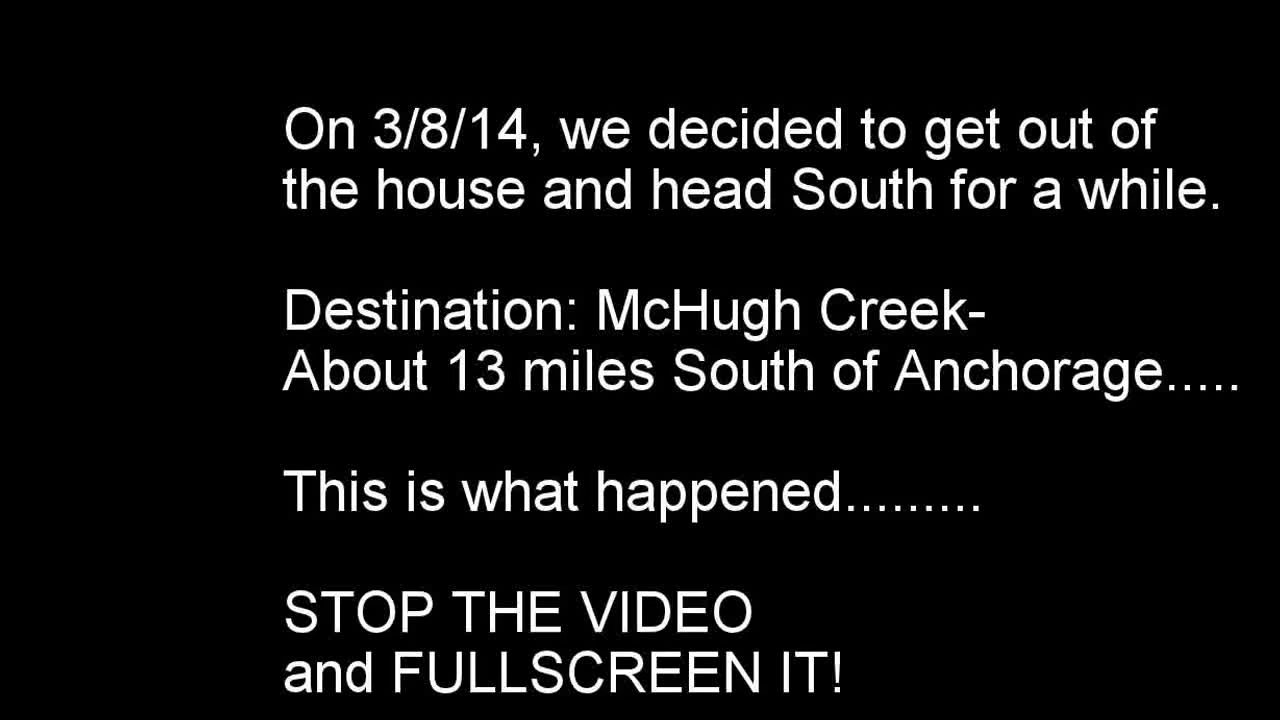 On 3/8/14, we decided to get out of
the house and head South for a while.
Destination: McHugh Creek-
About 13 miles South of Anchorage.....
This is what happened.........
STOP THE VIDEO
and FULLSCREEN IT!